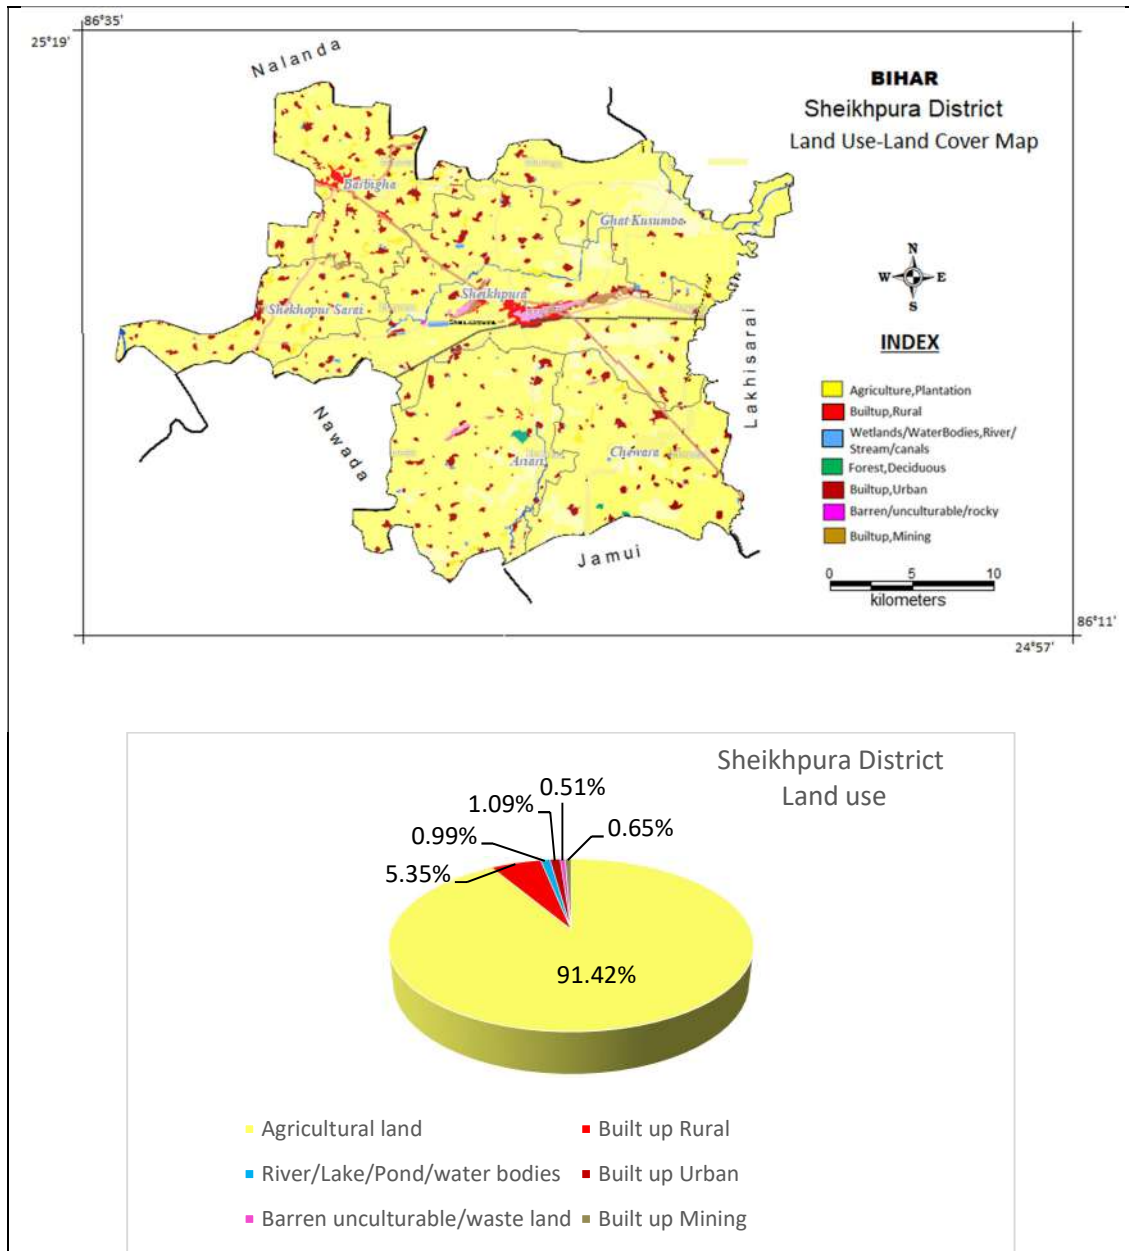 86°35'
25°19'
Nalanda
BIHAR
Sheikhpura District
Land Use-Land Cover Map
Barbigha
Ghat Kusumba
Sheikhpura
Shekhopur Sarai
Lakhisarai
Nawada
Ariari
Chewara
Jamui
N
W E
S
INDEX
Agriculture,Plantation
Builtup,Rural
Wetlands/WaterBodies,River/
Stream/canals
Forest,Deciduous
Builtup,Urban
Barren/unculturable/rocky
Builtup,Mining
0 5 10
kilometers
86°11'
24°57'
Sheikhpura District
Land use
0.51%
1.09%
0.65%
0.99%
5.35%
91.42%
Agricultural land
Built up Rural
River/Lake/Pond/water bodies
Built up Urban
Barren unculturable/waste land
Built up Mining